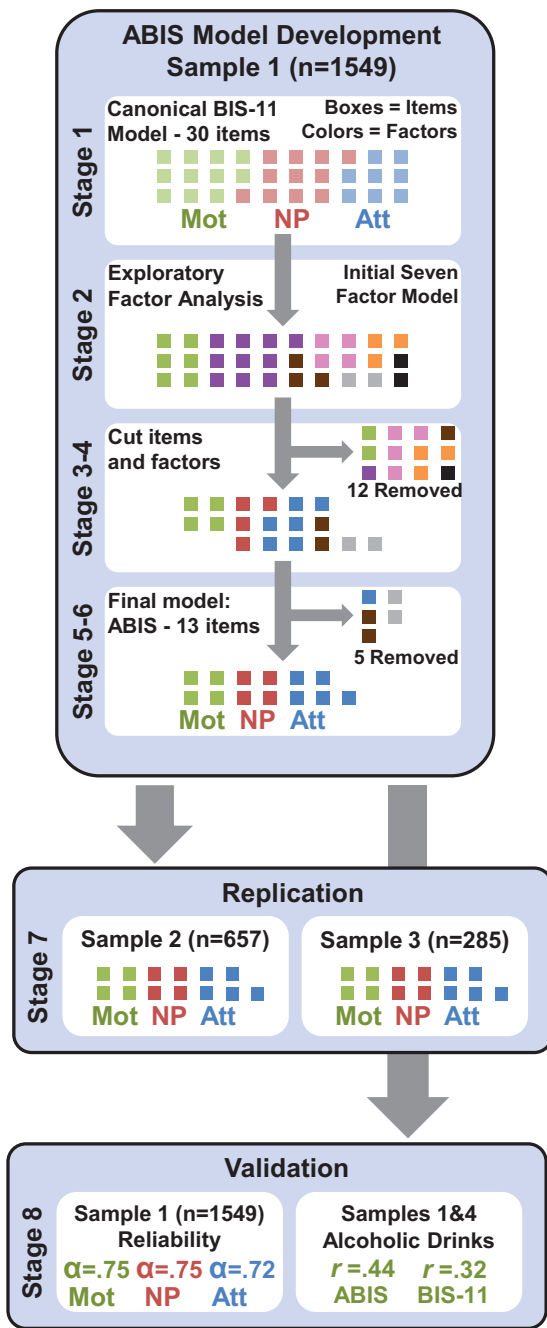 ABIS Model Development
Sample 1 (n=1549)
Stage 1
Canonical BIS-11
Model - 30 items
Boxes = Items
Colors = Factors
Mot NP Att
Stage 2
Exploratory
Factor Analysis
Initial Seven
Factor Model
Stage 3-4
Cut items
and factors
12 Removed
Stage 5-6
Final model:
ABIS - 13 items
5 Removed
Mot NP Att
Replication
Stage 7
Sample 2 (n=657)
Mot NP Att
Sample 3 (n=285)
Mot NP Att
Validation
Stage 8
Sample 1 (n=1549)
Reliability
α=.75 α=.75 α=.72
Mot NP Att
Samples 1&4
Alcoholic Drinks
r=.44 r=.32
ABIS BIS-11